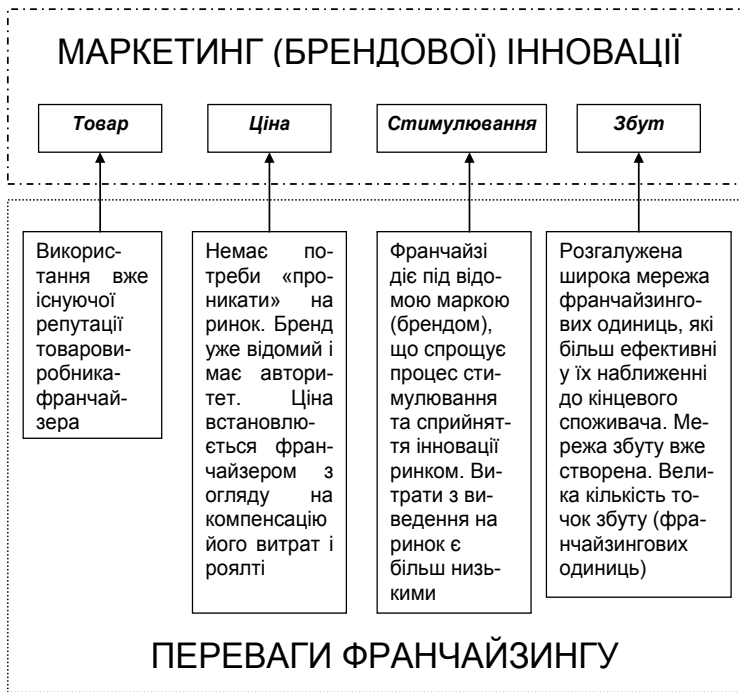 МАРКЕТИНГ (БРЕНДОВОЇ) ІННОВАЦІЇ
Товар
Ціна
Стимулювання
Збут
Викорис-
тання вже
існуючої
репутації
товарови-
робника-
франчай-
зера
Немає по-
треби «про-
никати» на
ринок. Бренд
уже відомий і
має автори-
тет. Ціна
встановлю-
ється фран-
чайзером з
огляду на
компенсацію
його витрат і
роялті
Франчайзі
діє під відо-
мою маркою
(брендом),
що спрощує
процес сти-
мулювання
та сприйнят-
тя інновації
ринком. Ви-
трати з ви-
ведення на
ринок є
більш низь-
кими
Розгалужена
широка мережа
франчайзинго-
вих одиниць, які
більш ефективні
у їх наближенні
до кінцевого
споживача. Ме-
режа збуту вже
створена. Вели-
ка кількість то-
чок збуту (фра-
нчайзингових
одиниць)
ПЕРЕВАГИ ФРАНЧАЙЗИНГУ